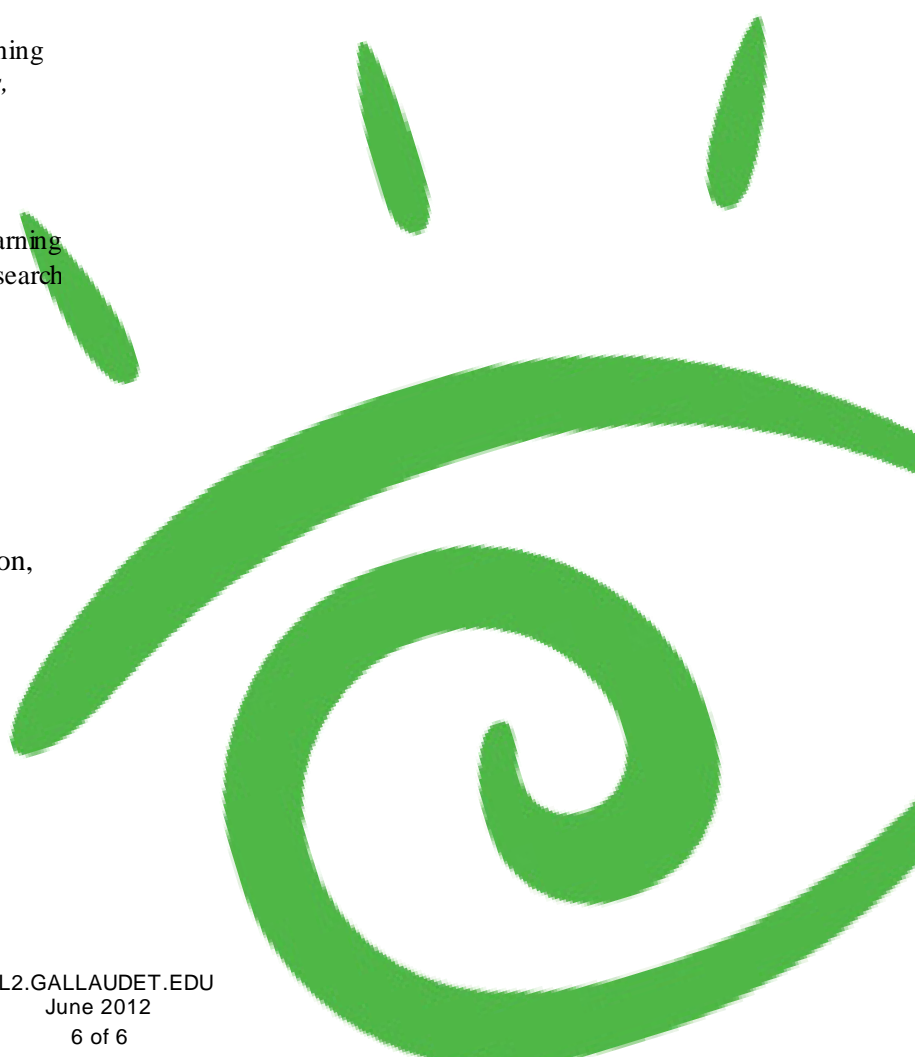 ning
,
arning
search
on,
L2.GALLAUDET.EDU
June 2012
6 of 6